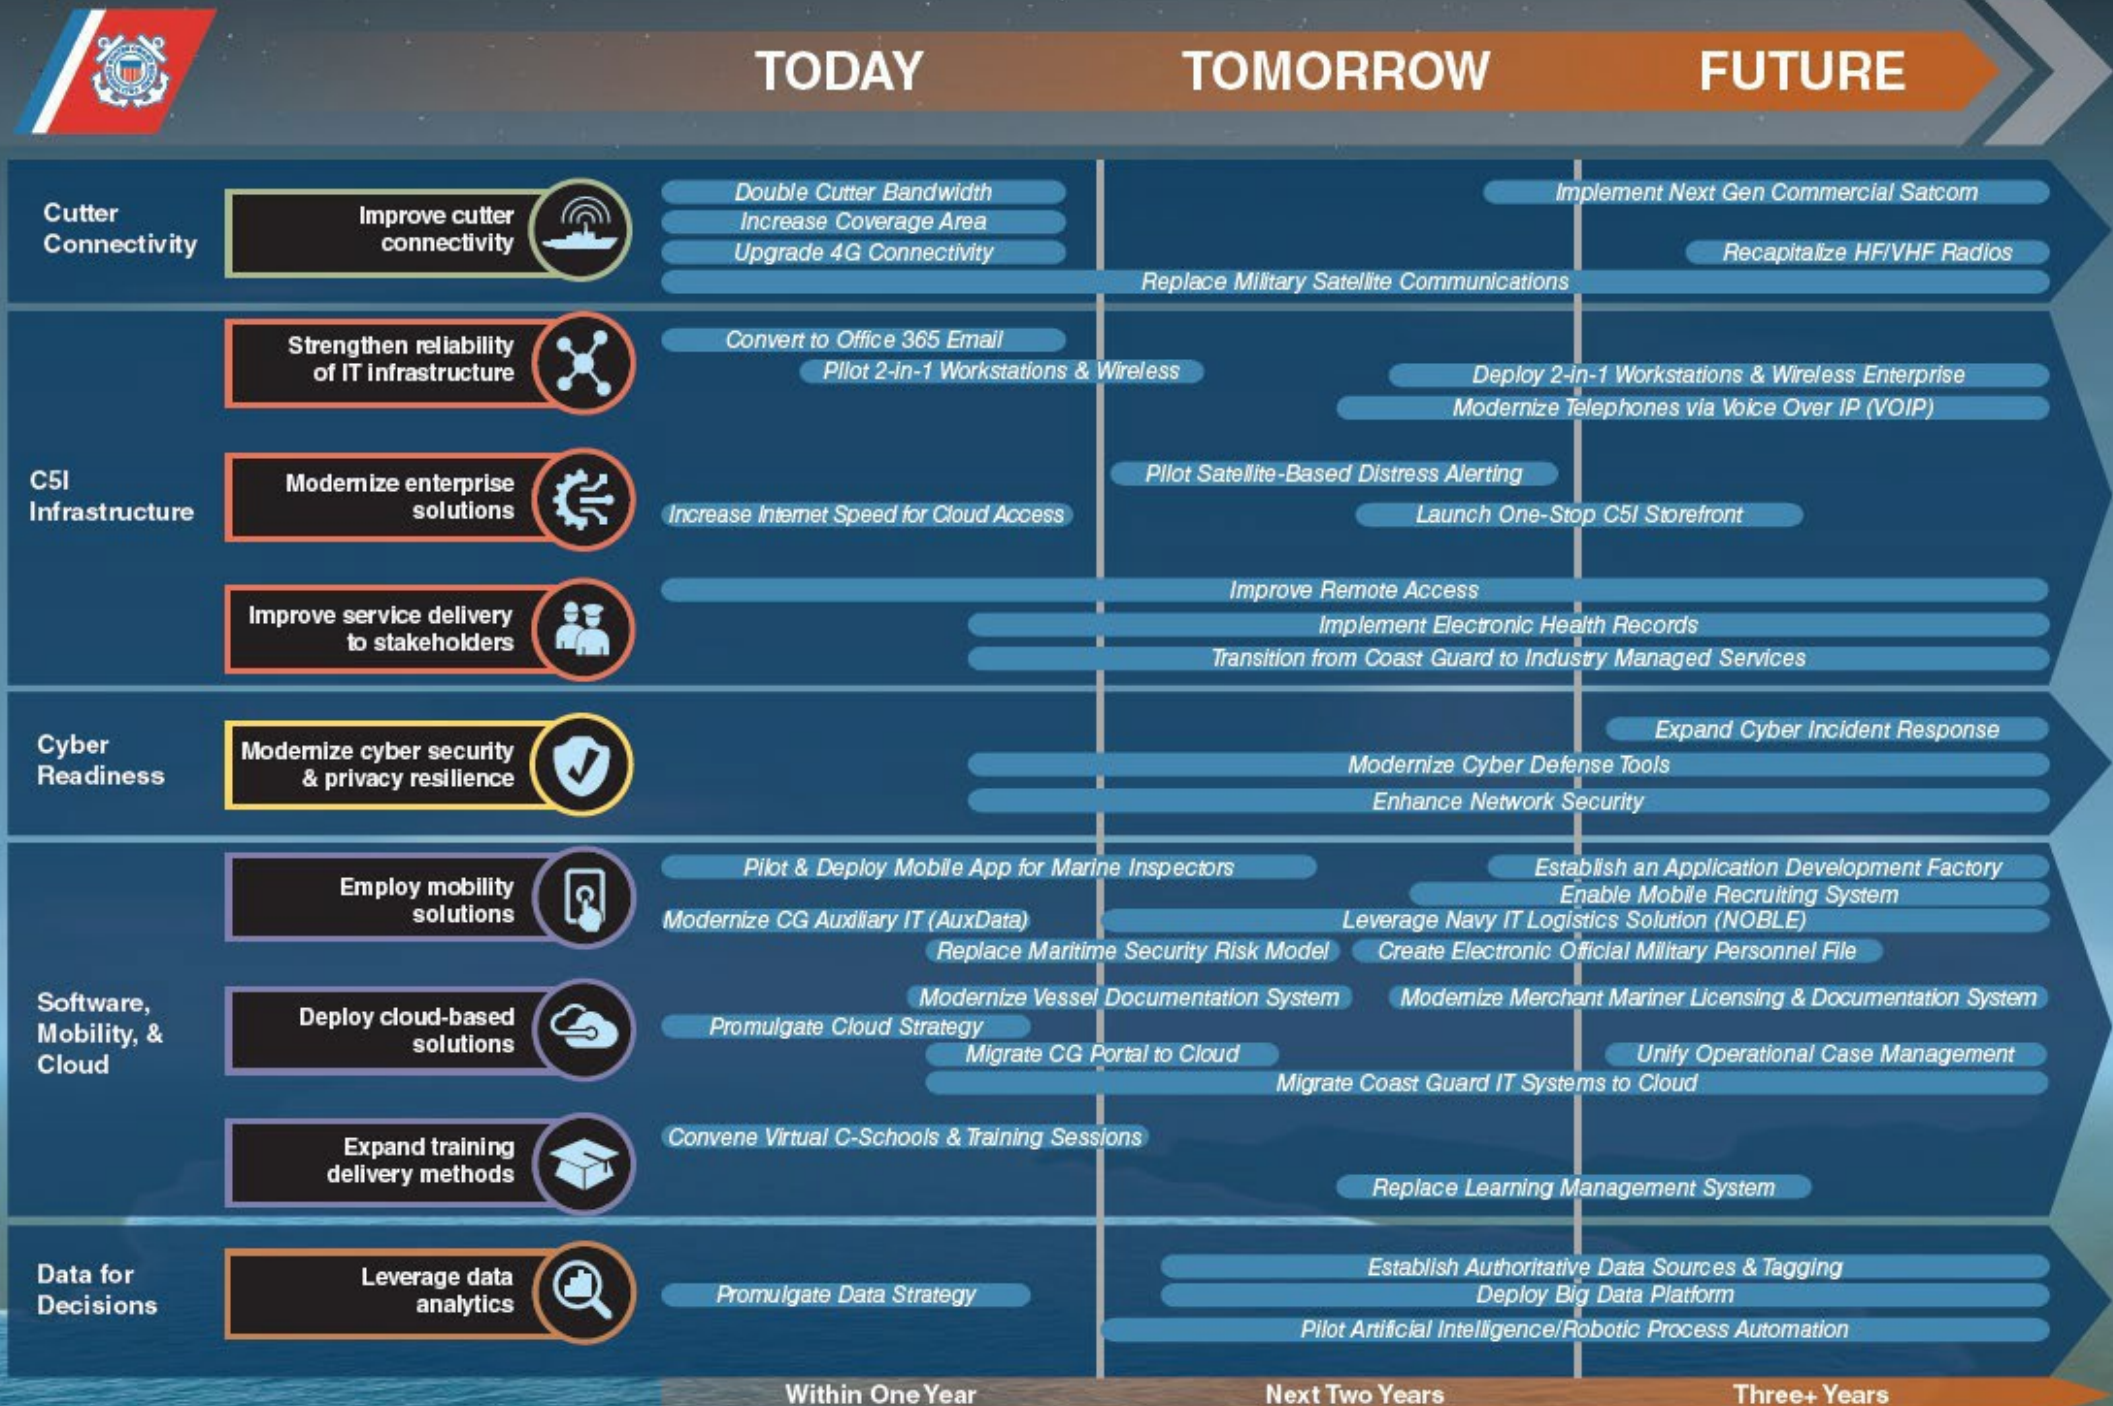 TODAY
TOMORROW
FUTURE
Cutter
Connectivity
Improve cutter
connectivity
Double Cutter Bandwidth
Implement Next Gen Commercial Satcom
Increase Coverage Area
Upgrade 4G Connectivity
Recapitalize HF/VHF Radios
Replace Military Satellite Communications
C5I
Infrastructure
Strengthen reliability
of IT infrastructure
Convert to Office 365 Email
PIlot 2-in-1 Workstations & Wireless
Deploy 2-in-1 Workstations & Wireless Enterprise
Modernize Telephones via Voice Over IP (VOIP)
Modernize enterprise
solutions
PIlot Satellite-Based Distress Alerting
Increase Internet Speed for Cloud Access
Launch One-Stop C5I Storefront
Improve service delivery
to stakeholders
Improve Remote Access
Implement Electronic Health Records
Transition from Coast Guard to Industry Managed Services
Cyber
Readiness
Modernize cyber security
& privacy resilience
Expand Cyber Incident Response
Modernize Cyber Defense Tools
Enhance Network Security
Software,
Mobility, &
Cloud
Employ mobility
solutions
Pilot & Deploy Mobile App for Marine Inspectors
Establish an Application Development Factory
Enable Mobile Recruiting System
Modernize CG Auxiliary IT (AuxData)
Leverage Navy IT Logistics Solution (NOBLE)
Replace Maritime Security Risk Model
Create Electronic Official Military Personnel File
Deploy cloud-based
solutions
Modernize Vessel Documentation System
Modernize Merchant Mariner Licensing & Documentation System
Promulgate Cloud Strategy
Migrate CG Portal to Cloud
Unify Operational Case Management
Migrate Coast Guard IT Systems to Cloud
Expand training
delivery methods
Convene Virtual C-Schools & Training Sessions
Replace Learning Management System
Data for
Decisions
Leverage data
analytics
Establish Authoritative Data Sources & Tagging
Promulgate Data Strategy
Deploy Big Data Platform
Pilot Artificial Intelligence/Robotic Process Automation
Within One Year
Next Two Years
Three+ Years